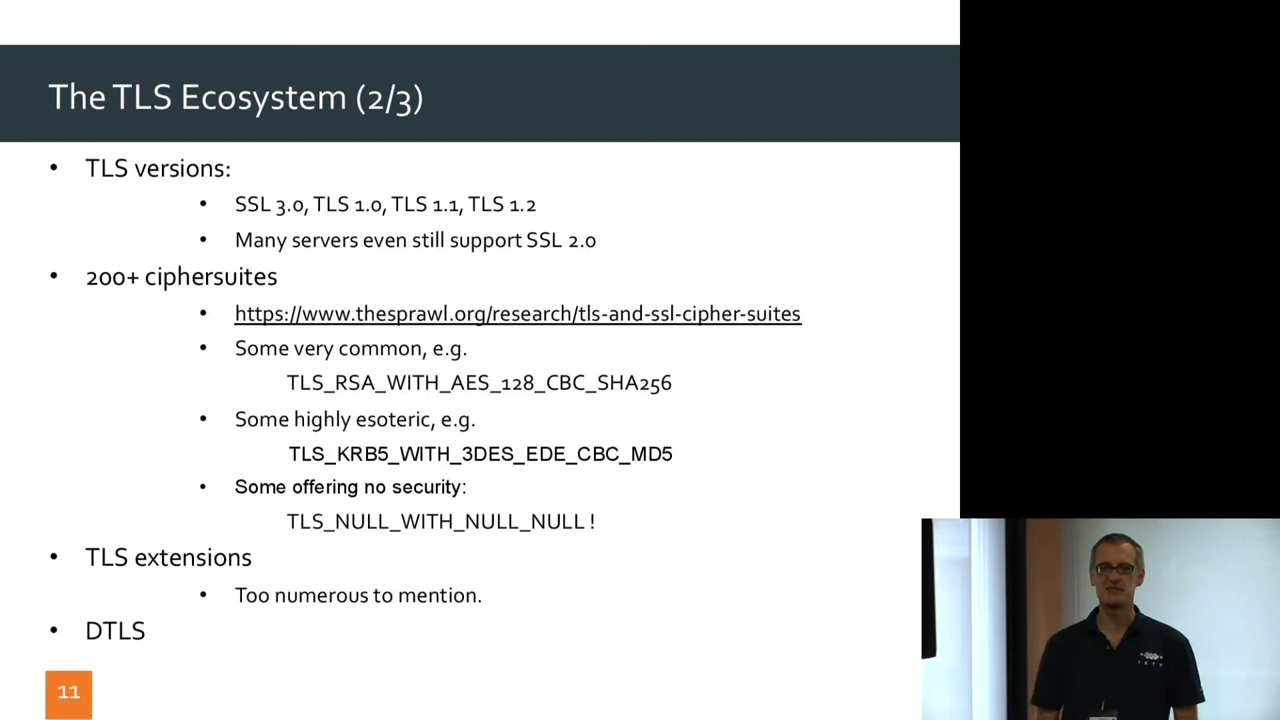 The TLS Ecosystem (2/3)
• TLS versions:
• SSL 3.0, TLS 1.0, TLS 1.1, TLS 1.2
• Many servers even still support SSL 2.0
• 200+ ciphersuites
• https://www.thesprawl.org/research/tls-and-ssl-cipher-suites
• Some very common, e.g.
TLS_RSA_WITH_AES_128_CBC_SHA256
• Some highly esoteric, e.g.
TLS_KRB5_WITH_3DES_EDE_CBC_MD5
• Some offering no security:
TLS_NULL_WITH_NULL_NULL !
• TLS extensions
• Too numerous to mention.
• DTLS
11